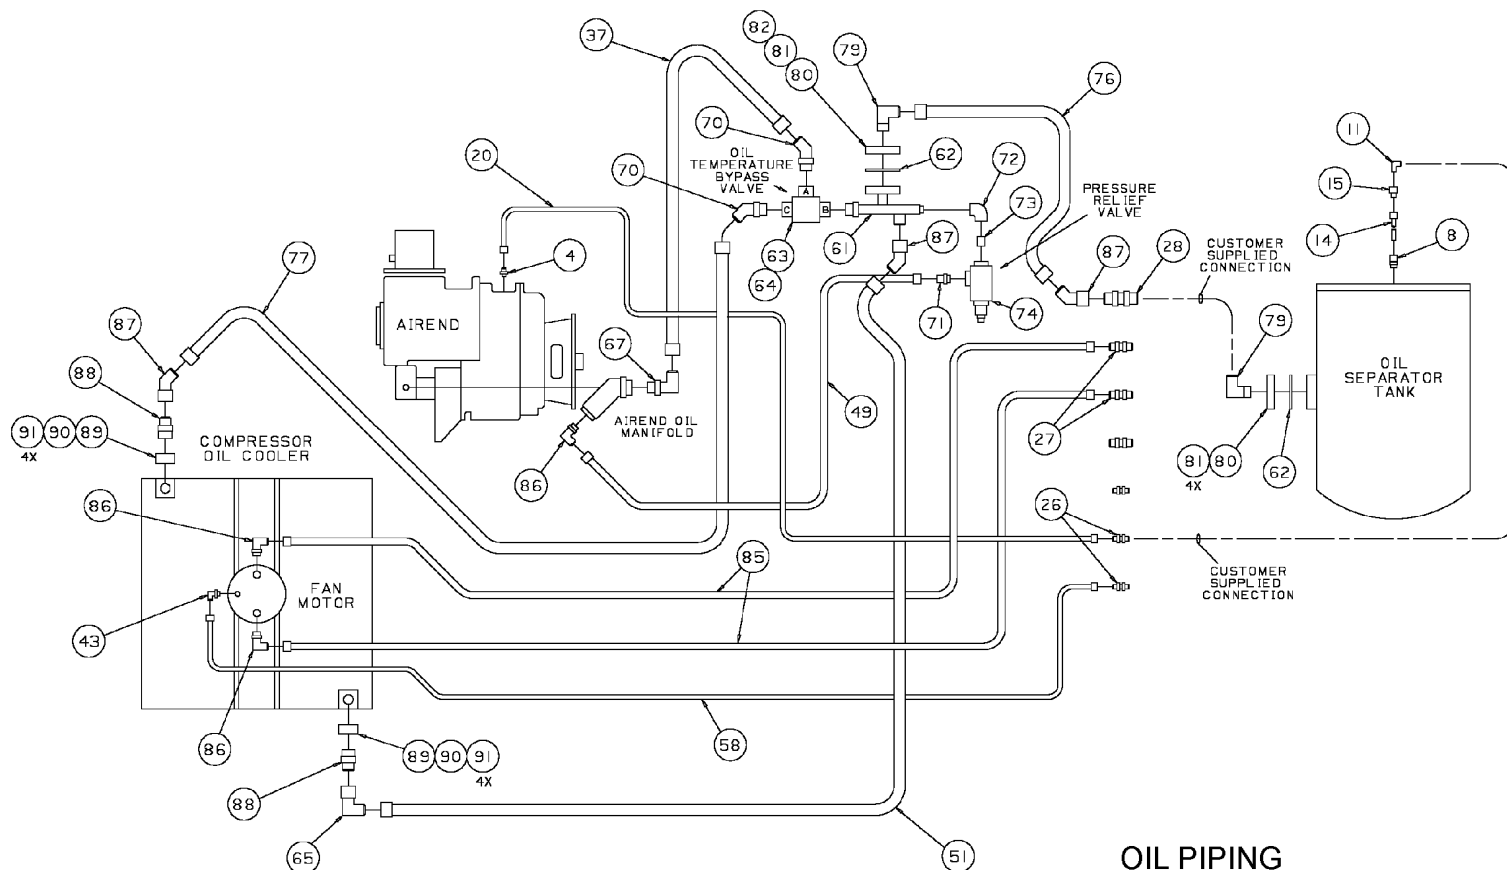 82
37
81
79
80
76
70
11
20
OIL
TEMPERATURE
BYPASS
VALVE
62
72
15
70
A
PRESSURE
RELIEF
VALVE
73
C
B
14
8
77
4
63
61
87
64
CUSTOMER
SUPPLIED
CONNECTION
87
28
71
74
87
AIREND
79
67
OIL
SEPARATOR
TANK
88
49
AIREND OIL
MANIFOLD
91 90 89
4X
COMPRESSOR
OIL COOLER
27
81 80
4X
62
86
86
26
85
CUSTOMER
SUPPLIED
CONNECTION
FAN
MOTOR
43
86
58
89 90 91
4X
88
65
51
OIL PIPING